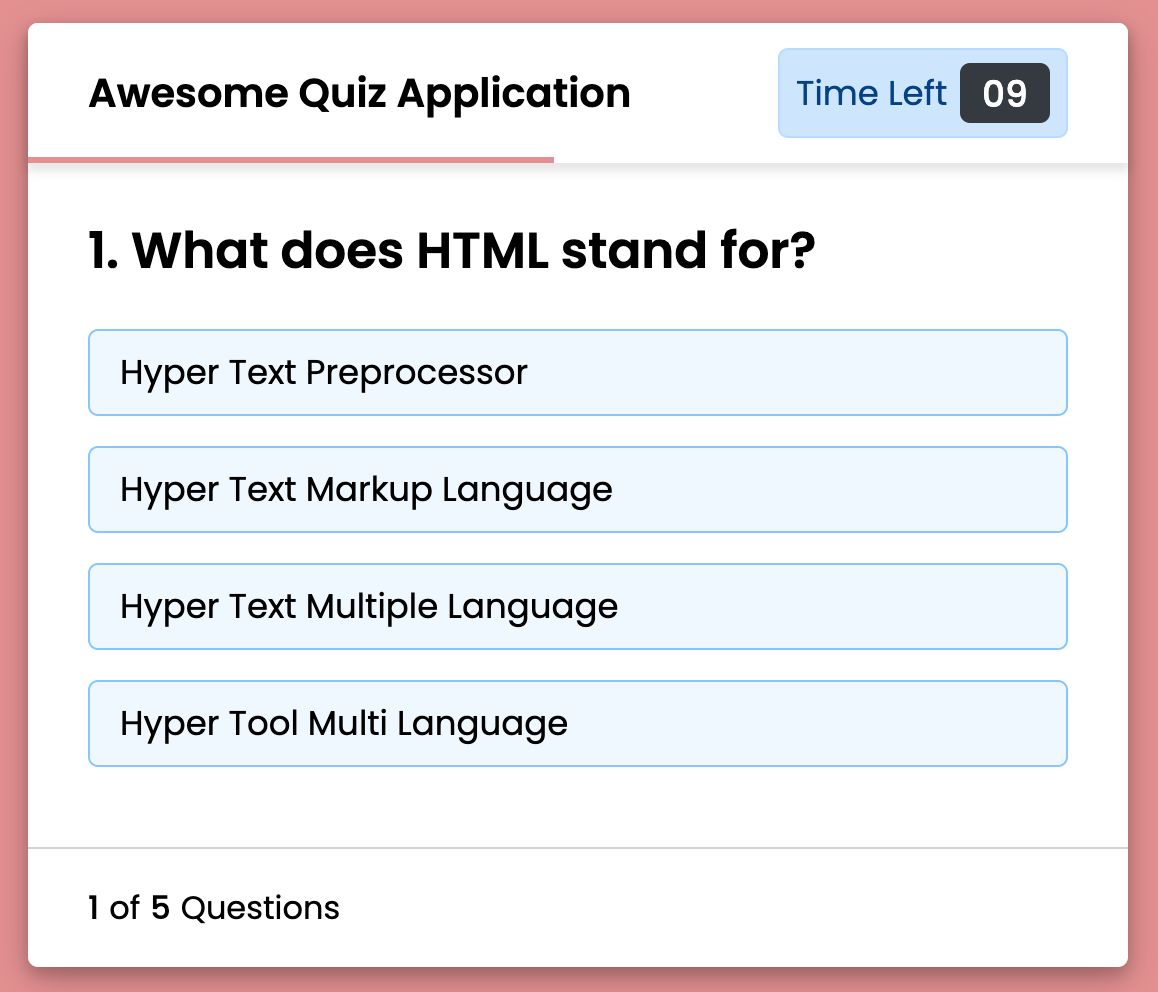 Awesome Quiz Application
Time Left 09
1. What does HTML stand for?
Hyper Text Preprocessor
Hyper Text Markup Language
Hyper Text Multiple Language
Hyper Tool Multi Language
1 of 5 Questions